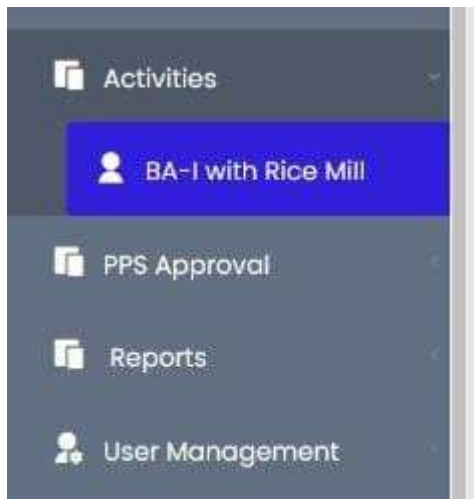 Activities
BA-I with Rice Mill
PPS Approval
Reports
User Management